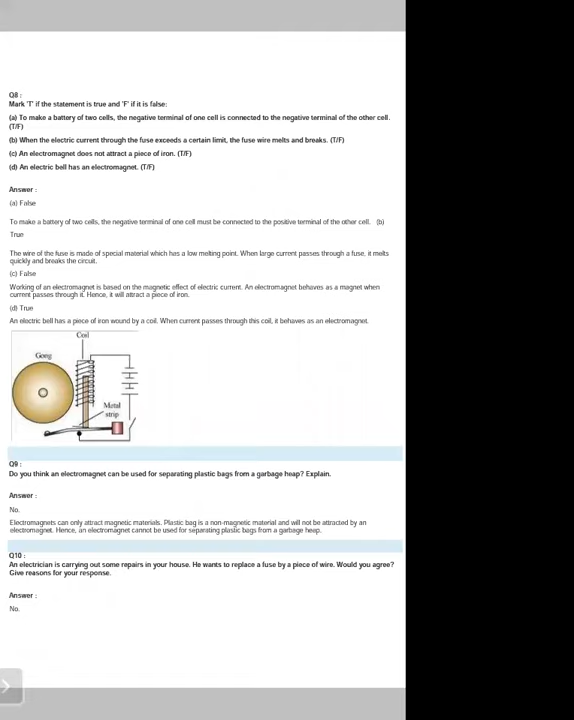 Q8 :
Mark 'T' if the statement is true and 'F' if it is false:
(a) To make a battery of two cells, the negative terminal of one cell is connected to the negative terminal of the other cell.
(T/F)
(b) When the electric current through the fuse exceeds a certain limit, the fuse wire melts and breaks. (T/F)
(c) An electromagnet does not attract a piece of iron. (T/F)
(d) An electric bell has an electromagnet. (T/F)
Answer :
(a) False
To make a battery of two cells, the negative terminal of one cell must be connected to the positive terminal of the other cell. (b)
True
The wire of the fuse is made of special material which has a low melting point. When large current passes through a fuse, it melts
quickly and breaks the circuit.
(c) False
Working of an electromagnet is based on the magnetic effect of electric current. An electromagnet behaves as a magnet when
current passes through it. Hence, it will attract a piece of iron.
(d) True
An electric bell has a piece of iron wound by a coil. When current passes through this coil, it behaves as an electromagnet.
Coil
Gong
Metal
strip
Q9 :
Do you think an electromagnet can be used for separating plastic bags from a garbage heap? Explain.
Answer :
No.
Electromagnets can only attract magnetic materials. Plastic bag is a non-magnetic material and will not be attracted by an
electromagnet. Hence, an electromagnet cannot be used for separating plastic bags from a garbage heap.
Q10 :
An electrician is carrying out some repairs in your house. He wants to replace a fuse by a piece of wire. Would you agree?
Give reasons for your response.
Answer :
No.